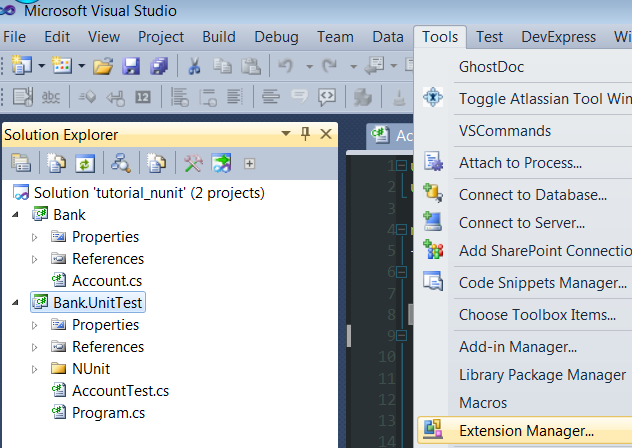 Microsoft Visual Studio
File Edit View Project Build Debug Team Data Tools Test DevExpress Wi
Solution Explorer
Solution 'tutorial_nunit' (2 projects)
Bank
Properties
References
Account.cs
Bank.UnitTest
Properties
References
NUnit
AccountTest.cs
Program.cs
Ac
1
2
3
4
5
6
7
8
9
10
11
12
13
14
GhostDoc
Toggle Atlassian Tool Win
VSCommands
Attach to Process...
Connect to Database...
Connect to Server...
Add SharePoint Connectio
Code Snippets Manager...
Choose Toolbox Items...
Add-in Manager...
Library Package Manager
Macros
Extension Manager...